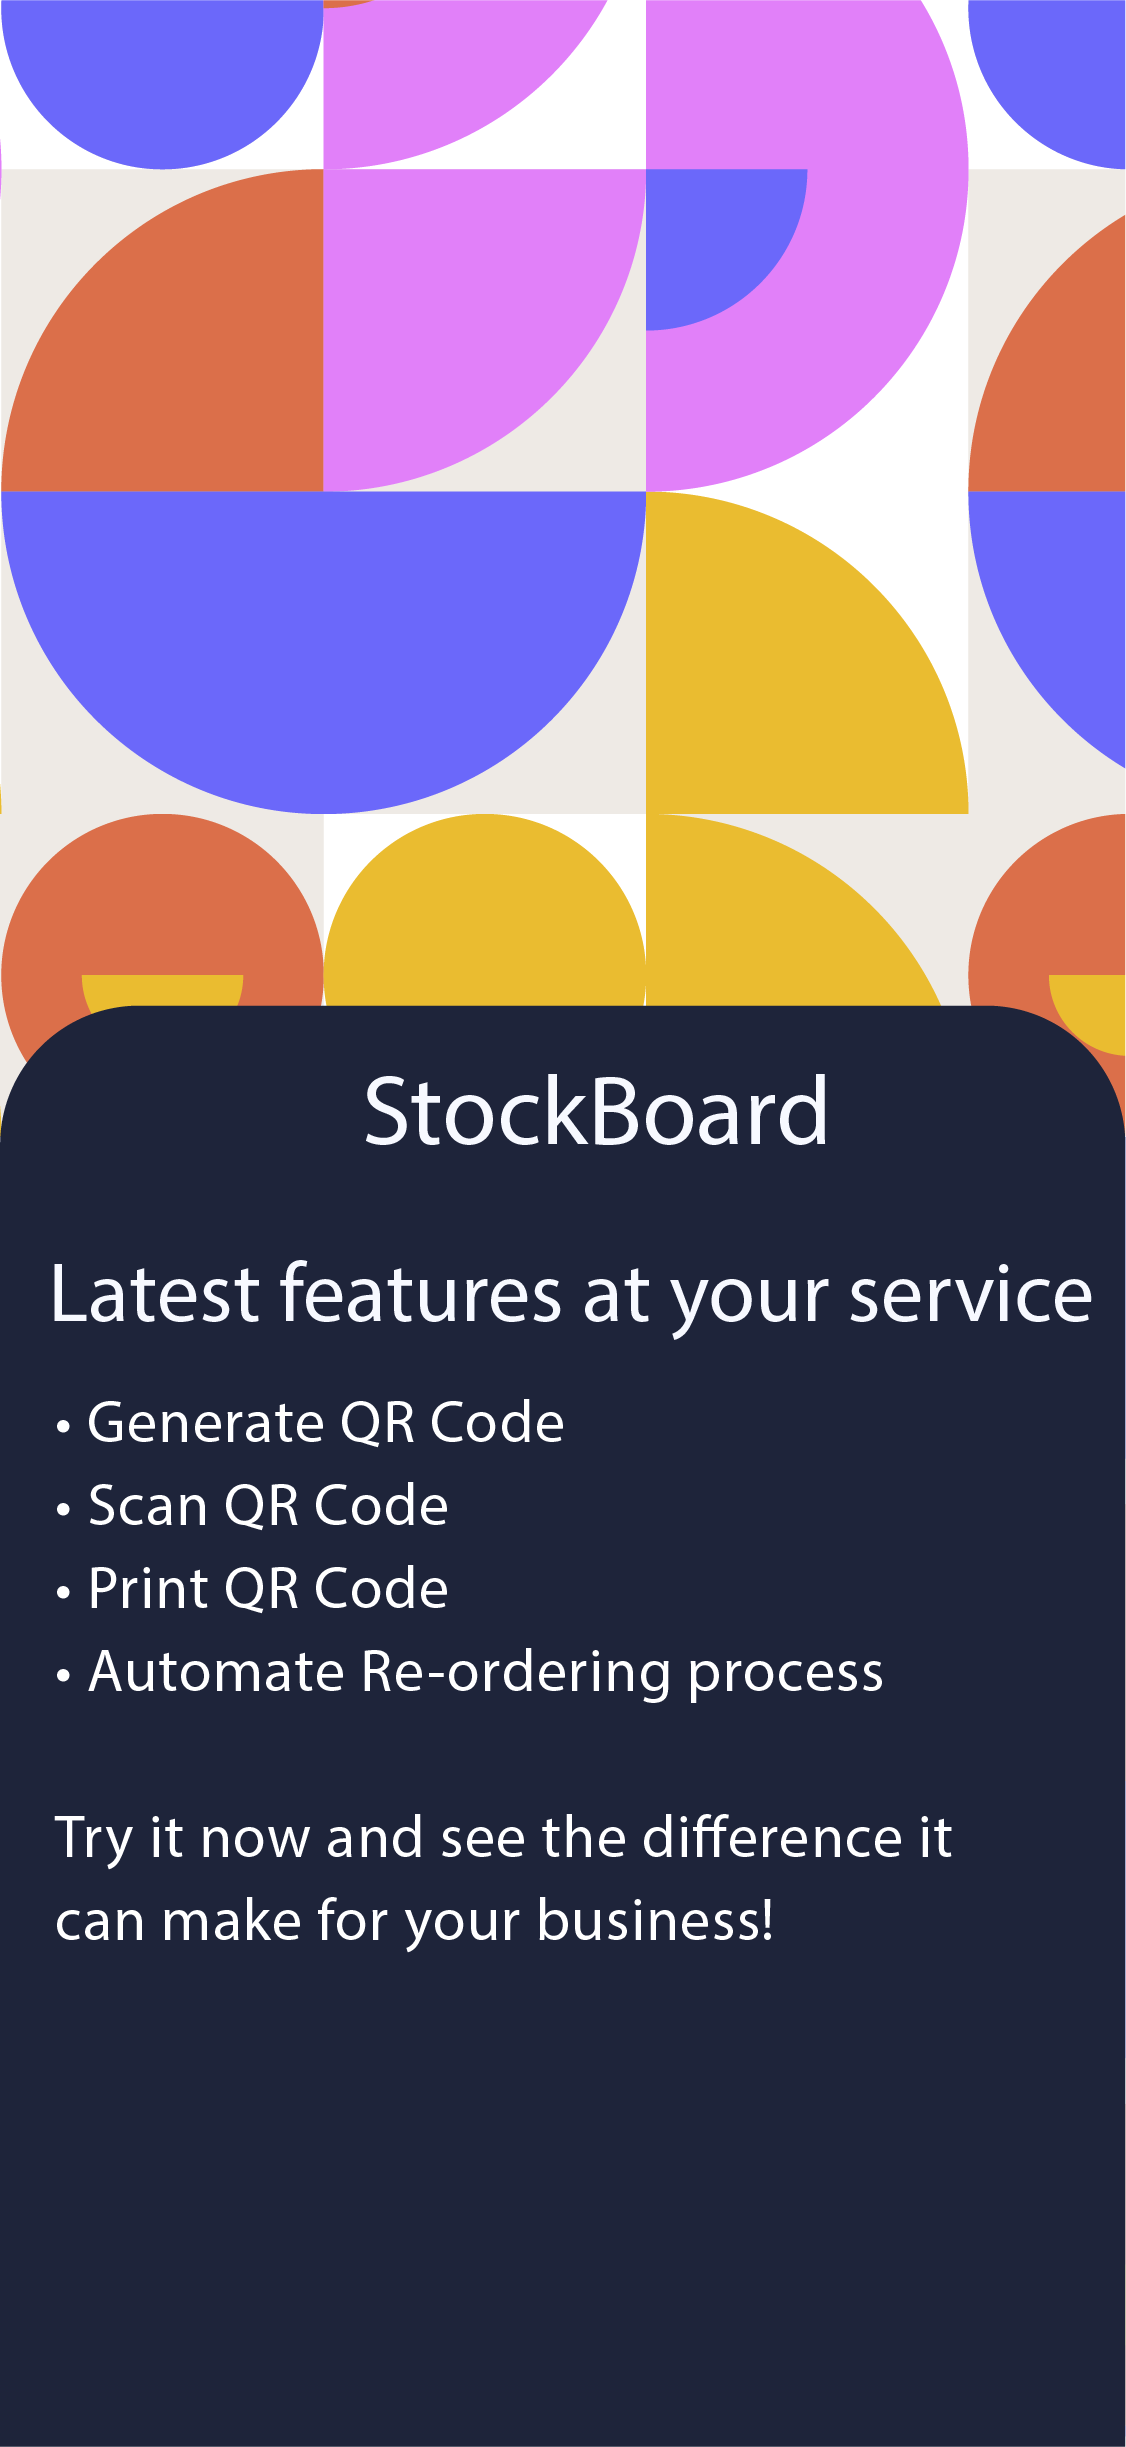 StockBoard
Latest features at your service
• Generate QR Code
• Scan QR Code
• Print QR Code
• Automate Re-ordering process
Try it now and see the difference it
can make for your business!